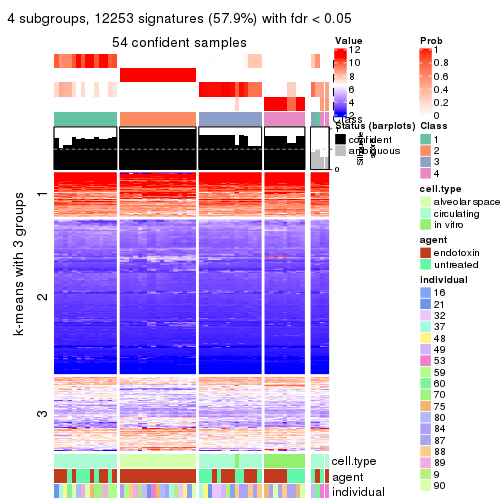 4 subgroups, 12253 signatures (57.9%) with fdr < 0.05
54 confident samples
k-means with 3 groups
1
2
3
Class
Silhouette
score
0
cell.type
agent
individual
Value
12
10
8
6
4
2
Status (barplots)
confident
ambiguous
cell.type
alveolar space
circulating
in vitro
agent
endotoxin
untreated
individual
16
21
32
37
48
49
53
59
60
70
75
80
84
87
88
89
9
90
Prob
1
0.8
0.6
0.4
0.2
0
Class
1
2
3
4